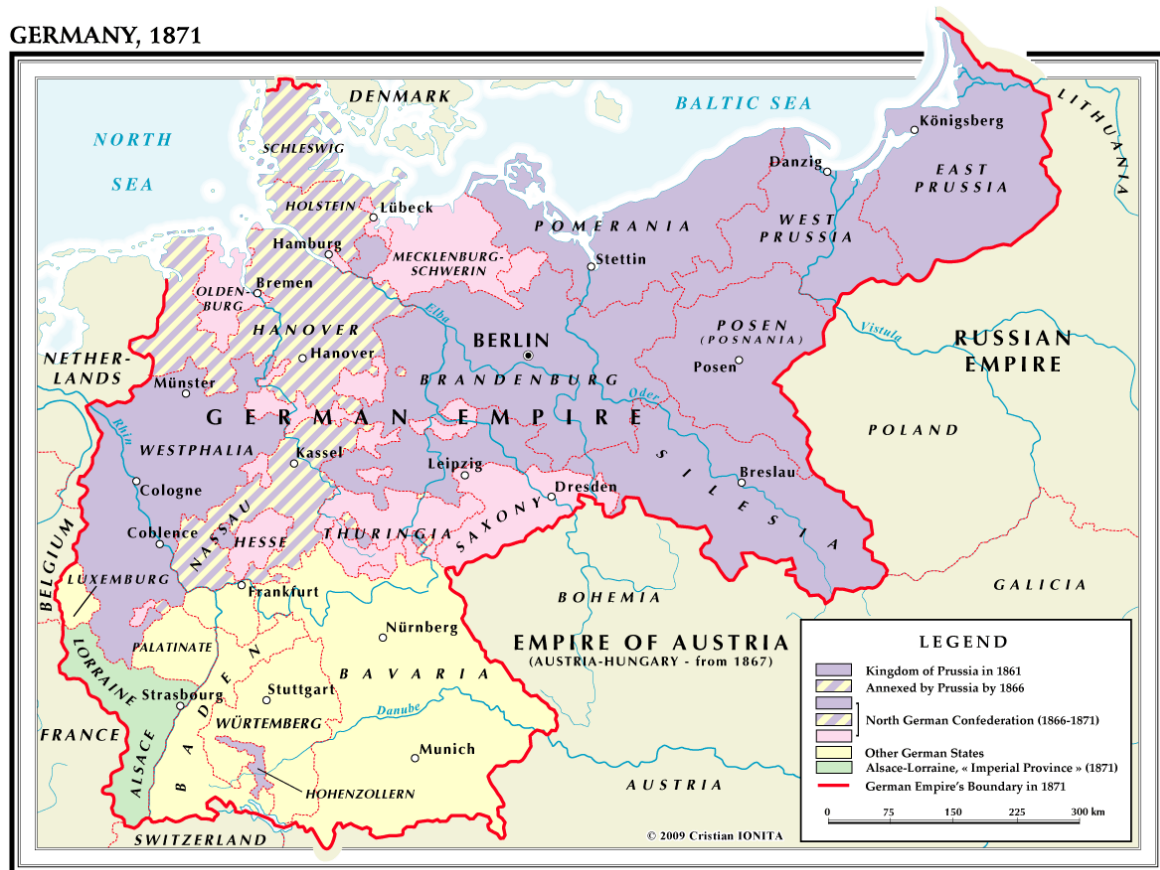 GERMANY, 1871
DENMARK
BALTIC SEA
NORTH
SEA
LITHUANIA
Königsberg
SCHLESWIG
Danzig
EAST
PRUSSIA
HOLSTEIN
Lübeck
POMERANIA
WEST
PRUSSIA
Hamburg
MECKLENBURG-
SCHWERIN
Stettin
OLDEN-
BURG
Bremen
Elba
HANOVER
Hanover
BERLIN
POSEN
(POSNANIA)
Posen
Vistula
RUSSIAN
EMPIRE
NETHER-
LANDS
Münster
BRANDENBURG
Oder
GERMAN EMPIRE
Rhin
WESTPHALIA
Kassel
Leipzig
POLAND
Breslau
SILESIA
Cologne
Dresden
SAXONY
Coblence
NASSAU
HESSE
THURINGIA
BELGIUM
LUXEMBURG
Frankfurt
BOHEMIA
GALICIA
PALATINATE
Nürnberg
EMPIRE OF AUSTRIA
(AUSTRIA-HUNGARY - from 1867)
LORRAINE
Strasbourg
BADEN
Stuttgart
BAVARIA
WÜRTEMBERG
Danube
FRANCE
ALSACE
Munich
AUSTRIA
HOHENZOLLERN
SWITZERLAND
LEGEND
Kingdom of Prussia in 1861
Annexed by Prussia by 1866
North German Confederation (1866-1871)
Other German States
Alsace-Lorraine, « Imperial Province » (1871)
German Empire's Boundary in 1871
0 75 150 225 300 km
© 2009 Cristian IONITA